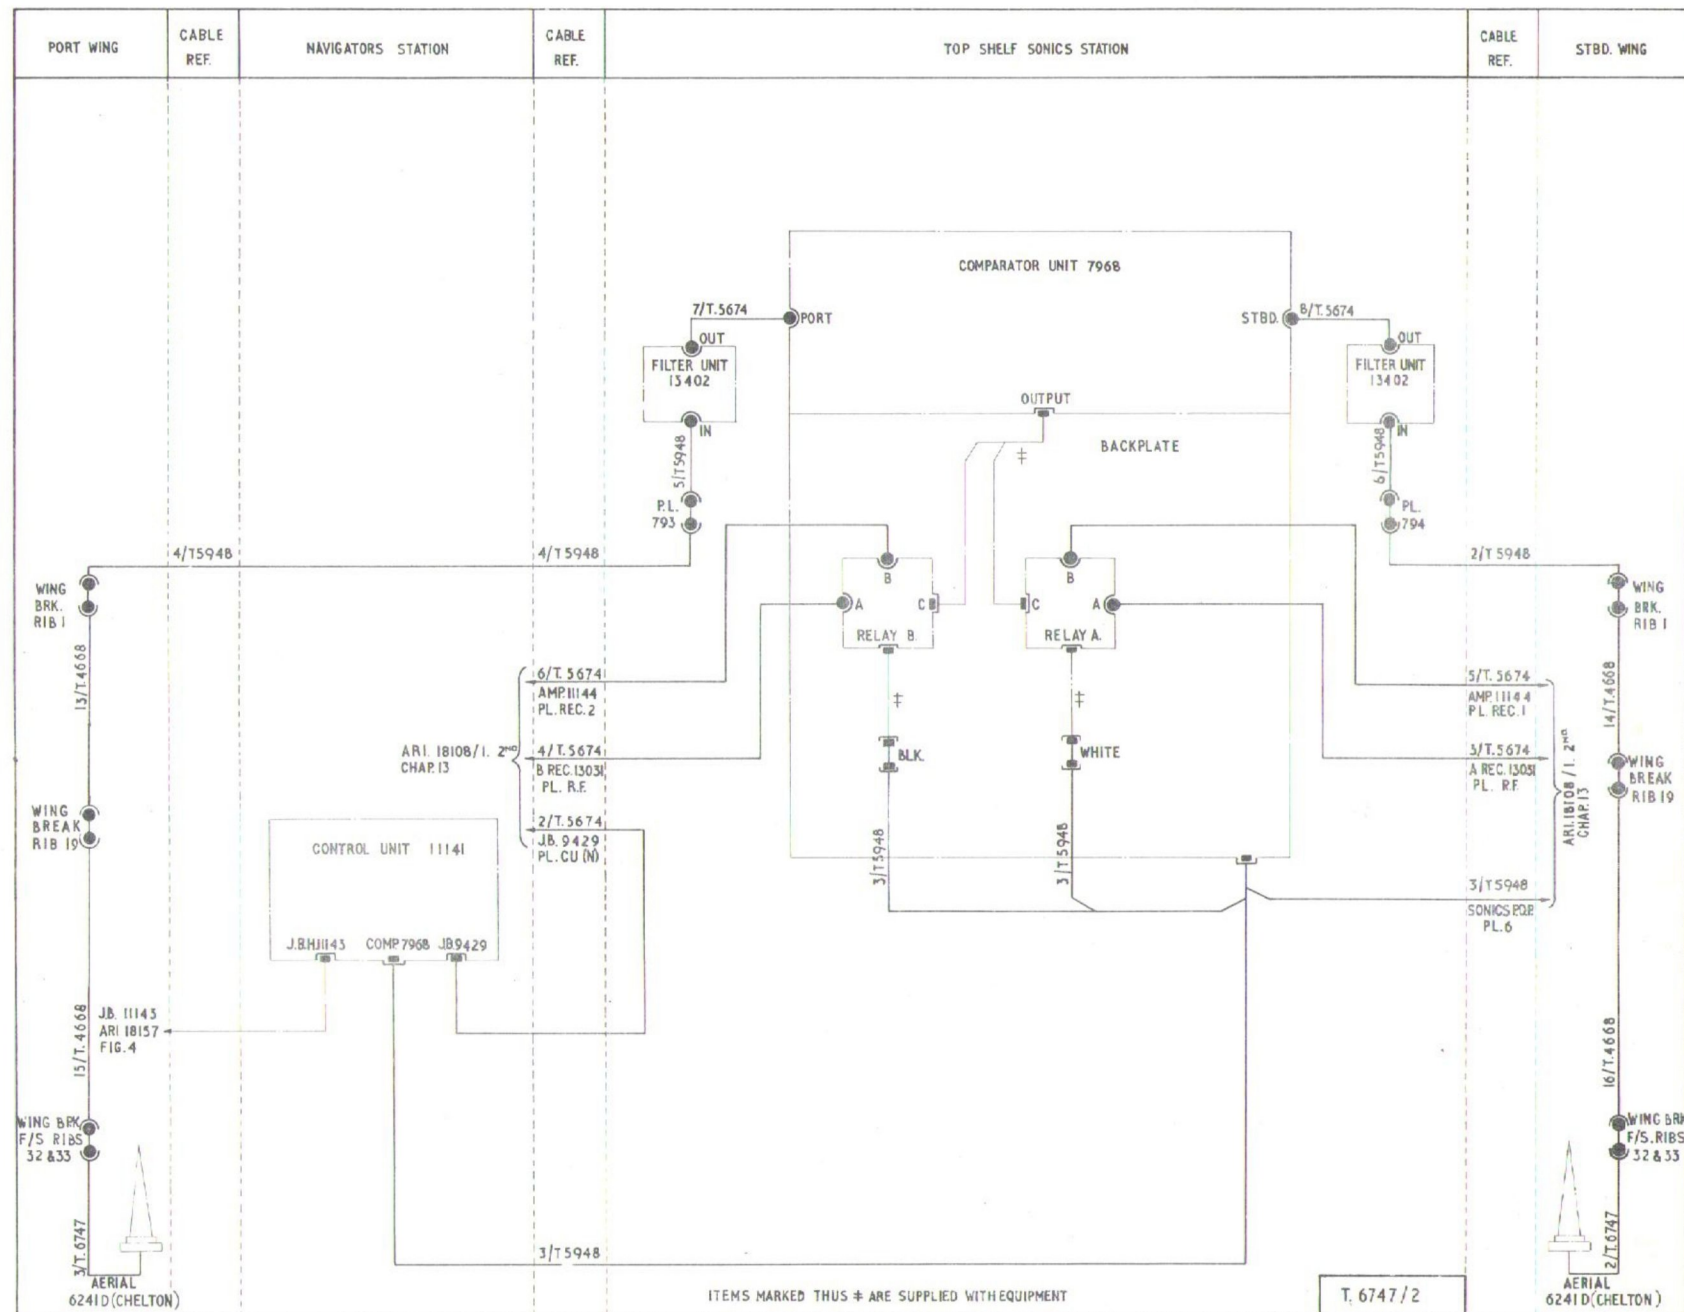 PORT WING
CABLE
REF.
NAVIGATORS STATION
CABLE
REF.
TOP SHELF SONICS STATION
CABLE
REF.
STBD. WING
COMPARATOR UNIT 7968
7/T.5674
PORT
STBD.
8/T.5674
OUT
FILTER UNIT
13402
IN
OUT
FILTER UNIT
13402
IN
OUTPUT
BACKPLATE
‡
5/T5948
6/T5948
P.L.
793
PL.
794
4/T5948
4/T5948
2/T5948
WING
BRK.
RIB 1
WING
BRK.
RIB 1
B
A
C
RELAY B.
B
C
A
RELAY A.
13/T.4668
14/T.4668
6/T.5674
AMP.11144
PL.REC.2
5/T.5674
AMP.11144
PL.REC.1
‡
‡
ARI. 18108/1. 2ND
CHAP.13
4/T.5674
B REC.13031
PL. R.F.
BLK.
WHITE
3/T.5674
A REC.13031
PL. R.F.
ARI.18108/1. 2ND
CHAP.13
WING
BREAK
RIB 19
WING
BREAK
RIB 19
2/T.5674
J.B. 9429
PL.CU(N)
CONTROL UNIT 11141
3/T5948
3/T5948
3/T5948
SONICS P.D.P.
PL.6
J.B.H.11143
COMP7968
J.B.9429
J.B. 11143
ARI 18157
FIG.4
15/T.4668
16/T.4668
WING BRK
F/S RIBS
32 & 33
WING BRK
F/S.RIBS
32 & 33
3/T.6747
2/T.6747
3/T5948
AERIAL
6241D(CHELTON)
ITEMS MARKED THUS ‡ ARE SUPPLIED WITH EQUIPMENT
T. 6747/2
AERIAL
6241D(CHELTON)